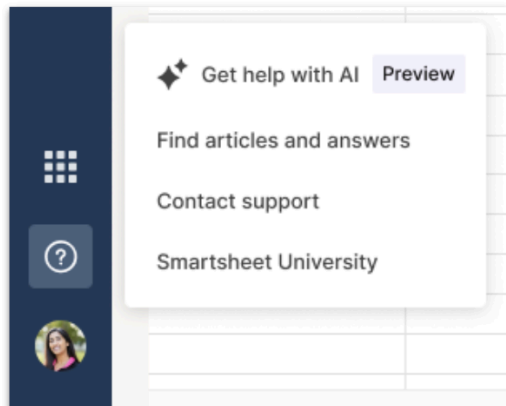 Get help with AI Preview
Find articles and answers
Contact support
?
Smartsheet University